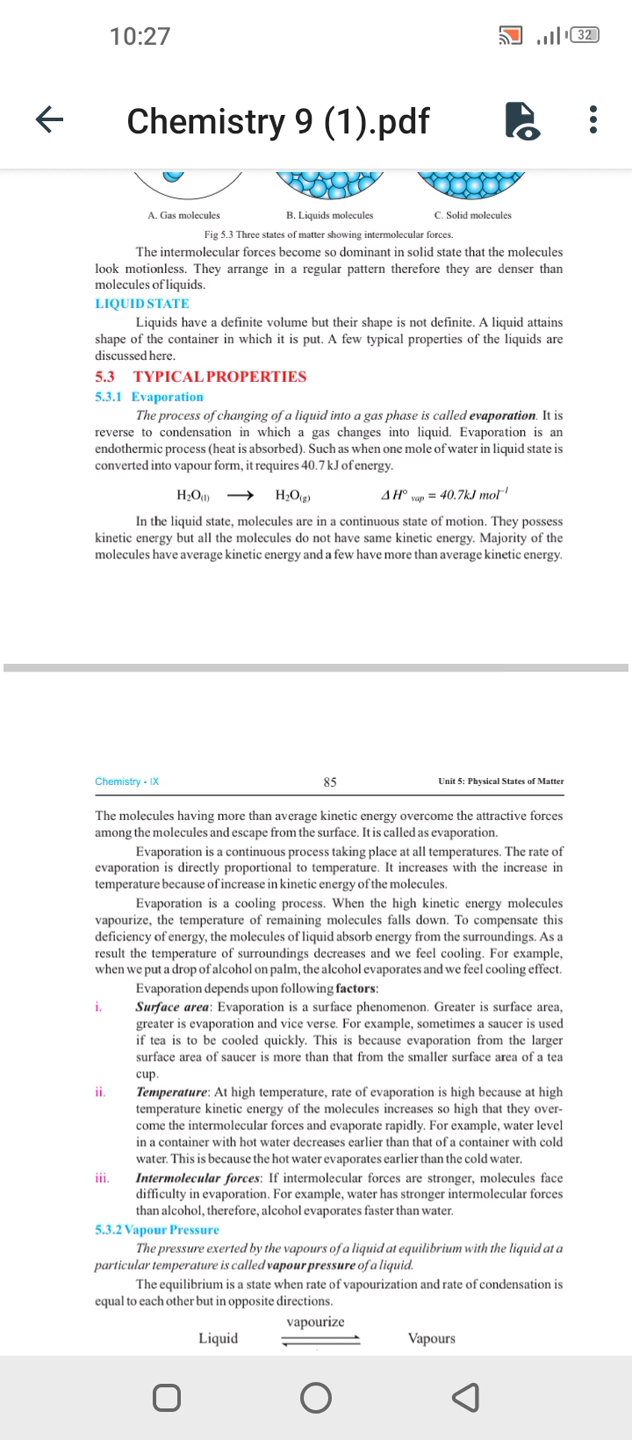 10:27
32
Chemistry 9 (1).pdf
A. Gas molecules B. Liquids molecules C. Solid molecules
Fig 5.3 Three states of matter showing intermolecular forces.
The intermolecular forces become so dominant in solid state that the molecules
look motionless. They arrange in a regular pattern therefore they are denser than
molecules of liquids.
LIQUID STATE
Liquids have a definite volume but their shape is not definite. A liquid attains
shape of the container in which it is put. A few typical properties of the liquids are
discussed here.
5.3 TYPICAL PROPERTIES
5.3.1 Evaporation
The process of changing of a liquid into a gas phase is called evaporation. It is
reverse to condensation in which a gas changes into liquid. Evaporation is an
endothermic process (heat is absorbed). Such as when one mole of water in liquid state is
converted into vapour form, it requires 40.7 kJ of energy.
H₂O(l) ⟶ H₂O(g) ΔH° vap = 40.7kJ mol⁻¹
In the liquid state, molecules are in a continuous state of motion. They possess
kinetic energy but all the molecules do not have same kinetic energy. Majority of the
molecules have average kinetic energy and a few have more than average kinetic energy.
Chemistry - IX 85 Unit 5: Physical States of Matter
The molecules having more than average kinetic energy overcome the attractive forces
among the molecules and escape from the surface. It is called as evaporation.
Evaporation is a continuous process taking place at all temperatures. The rate of
evaporation is directly proportional to temperature. It increases with the increase in
temperature because of increase in kinetic energy of the molecules.
Evaporation is a cooling process. When the high kinetic energy molecules
vapourize, the temperature of remaining molecules falls down. To compensate this
deficiency of energy, the molecules of liquid absorb energy from the surroundings. As a
result the temperature of surroundings decreases and we feel cooling. For example,
when we put a drop of alcohol on palm, the alcohol evaporates and we feel cooling effect.
Evaporation depends upon following factors:
i. Surface area: Evaporation is a surface phenomenon. Greater is surface area,
greater is evaporation and vice verse. For example, sometimes a saucer is used
if tea is to be cooled quickly. This is because evaporation from the larger
surface area of saucer is more than that from the smaller surface area of a tea
cup.
ii. Temperature: At high temperature, rate of evaporation is high because at high
temperature kinetic energy of the molecules increases so high that they over-
come the intermolecular forces and evaporate rapidly. For example, water level
in a container with hot water decreases earlier than that of a container with cold
water. This is because the hot water evaporates earlier than the cold water.
iii. Intermolecular forces: If intermolecular forces are stronger, molecules face
difficulty in evaporation. For example, water has stronger intermolecular forces
than alcohol, therefore, alcohol evaporates faster than water.
5.3.2 Vapour Pressure
The pressure exerted by the vapours of a liquid at equilibrium with the liquid at a
particular temperature is called vapour pressure of a liquid.
The equilibrium is a state when rate of vapourization and rate of condensation is
equal to each other but in opposite directions.
vapourize
Liquid ⇌ Vapours